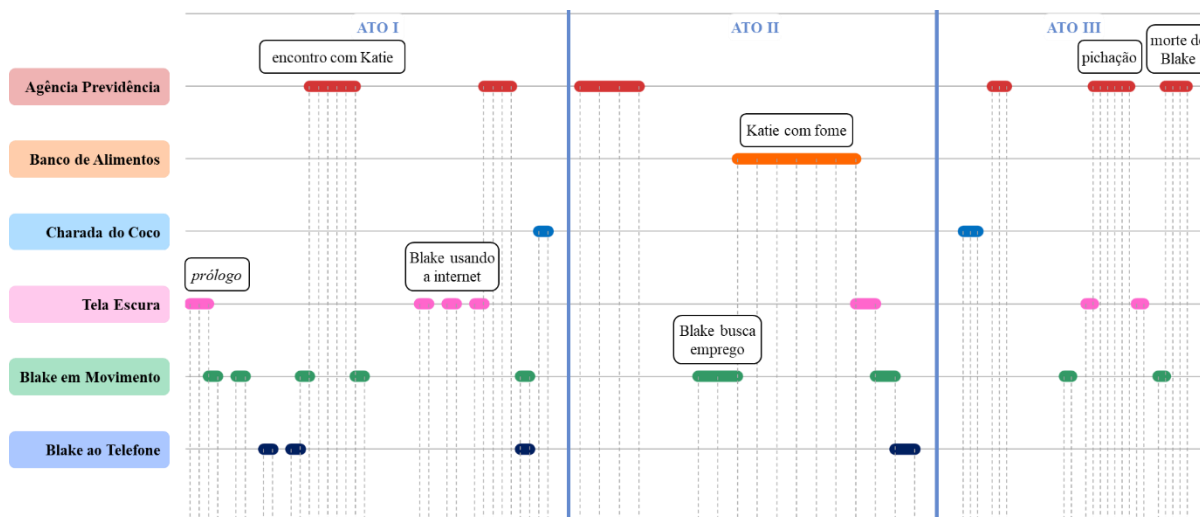 ATO I
ATO II
ATO III
encontro com Katie
pichação
morte de
Blake
Agência Previdência
Katie com fome
Banco de Alimentos
Charada do Coco
Blake usando
a internet
prólogo
Tela Escura
Blake busca
emprego
Blake em Movimento
Blake ao Telefone